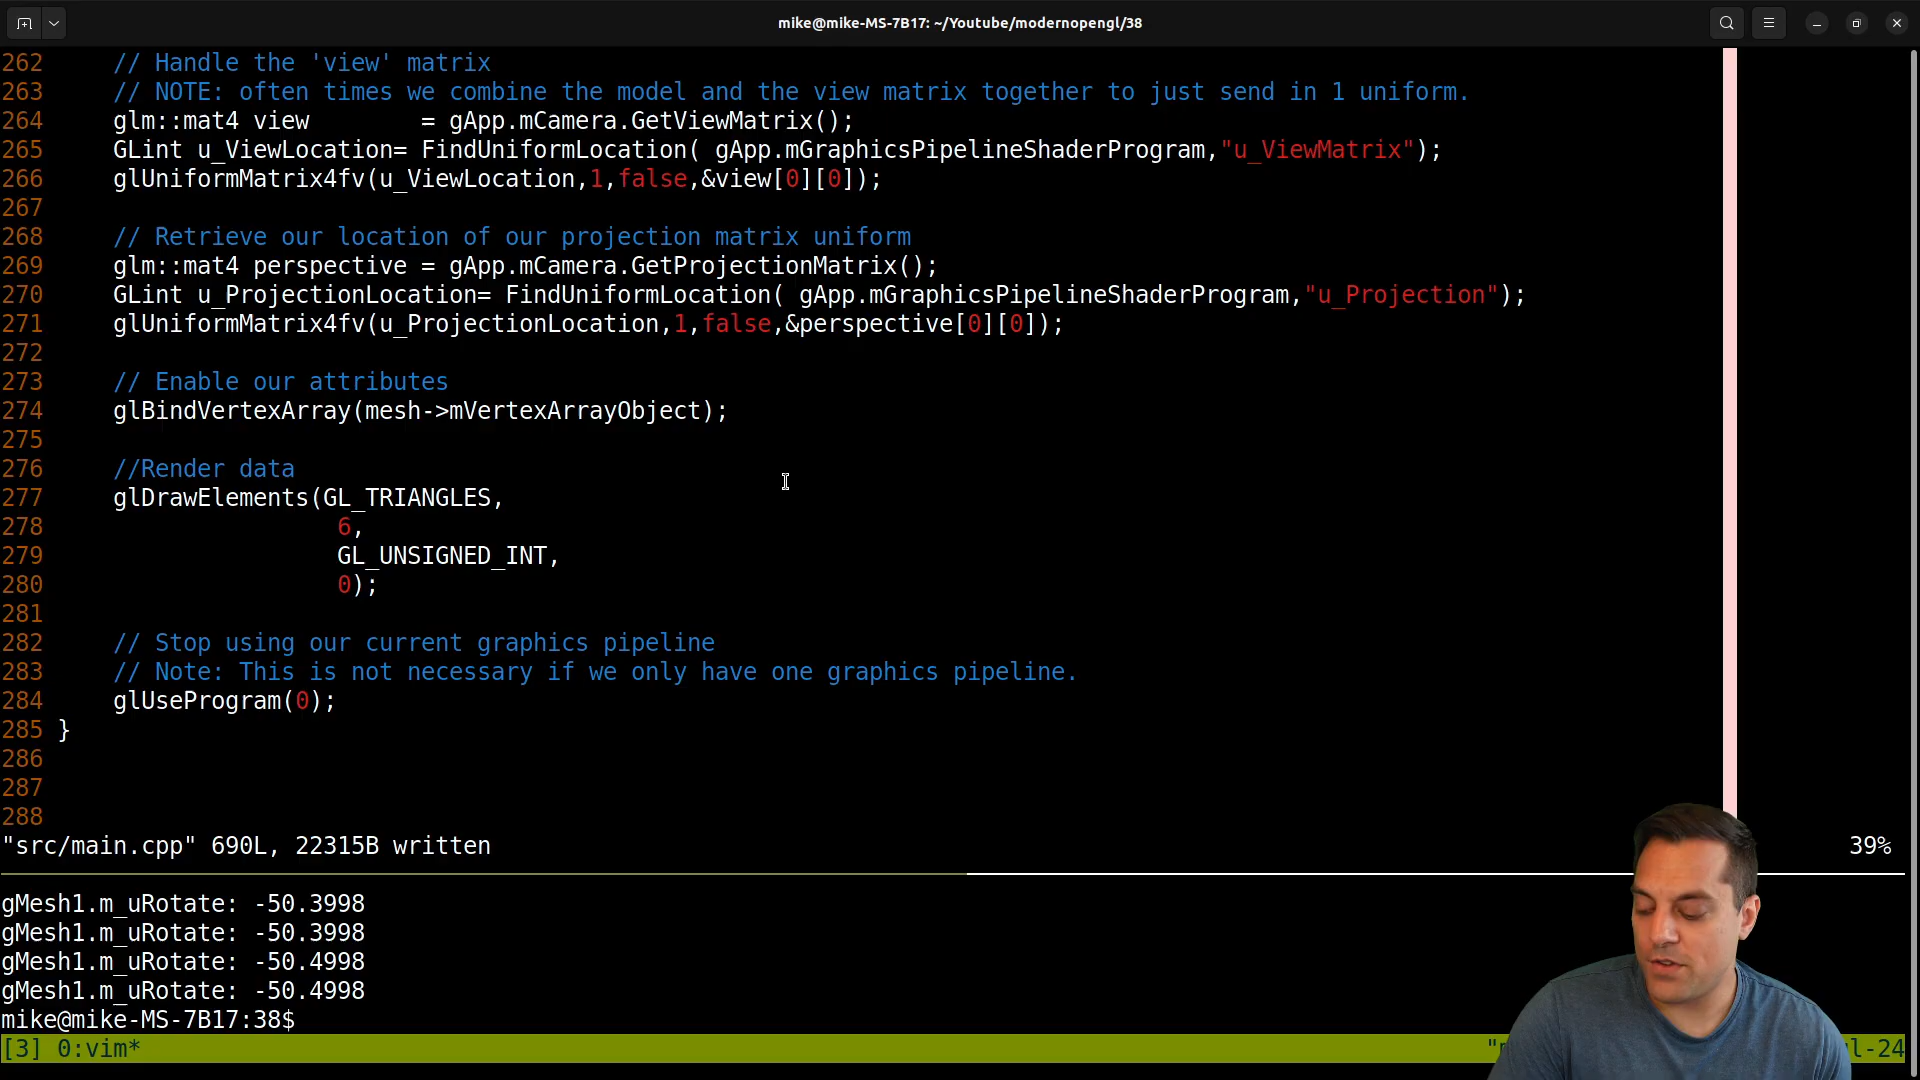 mike@mike-MS-7B17: ~/Youtube/modernopengl/38
262     // Handle the 'view' matrix
263     // NOTE: often times we combine the model and the view matrix together to just send in 1 uniform.
264     glm::mat4 view        = gApp.mCamera.GetViewMatrix();
265     GLint u_ViewLocation= FindUniformLocation( gApp.mGraphicsPipelineShaderProgram,"u_ViewMatrix");
266     glUniformMatrix4fv(u_ViewLocation,1,false,&view[0][0]);
267
268     // Retrieve our location of our projection matrix uniform
269     glm::mat4 perspective = gApp.mCamera.GetProjectionMatrix();
270     GLint u_ProjectionLocation= FindUniformLocation( gApp.mGraphicsPipelineShaderProgram,"u_Projection");
271     glUniformMatrix4fv(u_ProjectionLocation,1,false,&perspective[0][0]);
272
273     // Enable our attributes
274     glBindVertexArray(mesh->mVertexArrayObject);
275
276     //Render data
277     glDrawElements(GL_TRIANGLES,
278                     6,
279                     GL_UNSIGNED_INT,
280                     0);
281
282     // Stop using our current graphics pipeline
283     // Note: This is not necessary if we only have one graphics pipeline.
284     glUseProgram(0);
285 }
286
287
288
"src/main.cpp" 690L, 22315B written 39%
gMesh1.m_uRotate: -50.3998
gMesh1.m_uRotate: -50.3998
gMesh1.m_uRotate: -50.4998
gMesh1.m_uRotate: -50.4998
mike@mike-MS-7B17:38$
[3] 0:vim* l-24